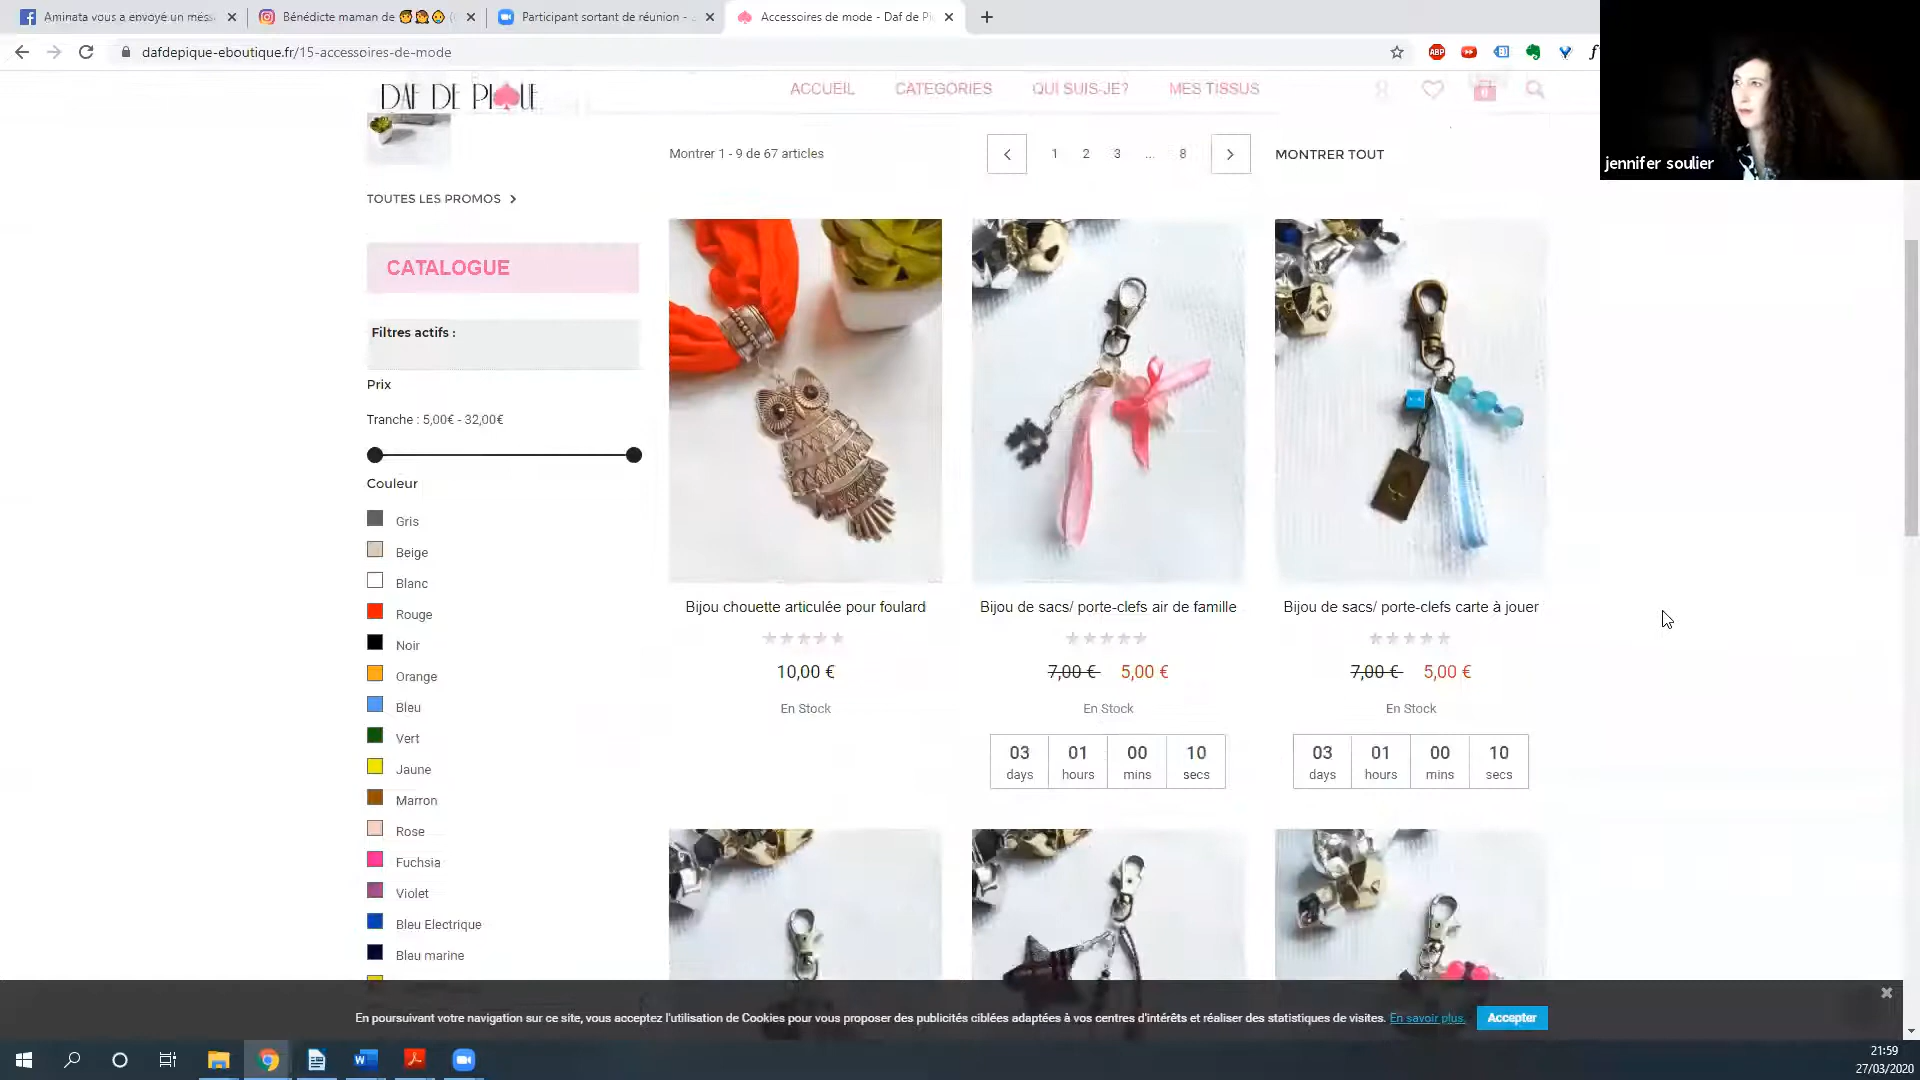 Aminata vous a envoyé un mess
Bénédicte maman de
Participant sortant de réunion -
Accessoires de mode - Daf de Pi
dafdepique-eboutique.fr/15-accessoires-de-mode
ABP
jennifer soulier
DAF DE PIQUE
ACCUEIL
CATEGORIES
QUI SUIS-JE?
MES TISSUS
0
Montrer 1 - 9 de 67 articles
1 2 3 ... 8
MONTRER TOUT
TOUTES LES PROMOS
CATALOGUE
Filtres actifs :
Prix
Tranche : 5,00€ - 32,00€
Couleur
Gris
Beige
Blanc
Rouge
Noir
Orange
Bleu
Vert
Jaune
Marron
Rose
Fuchsia
Violet
Bleu Electrique
Bleu marine
Bijou chouette articulée pour foulard
10,00 €
En Stock
Bijou de sacs/ porte-clefs air de famille
7,00 € 5,00 €
En Stock
03 01 00 10
days hours mins secs
Bijou de sacs/ porte-clefs carte à jouer
7,00 € 5,00 €
En Stock
03 01 00 10
days hours mins secs
En poursuivant votre navigation sur ce site, vous acceptez l'utilisation de Cookies pour vous proposer des publicités ciblées adaptées à vos centres d'intérêts et réaliser des statistiques de visites. En savoir plus. Accepter
21:59
27/03/2020